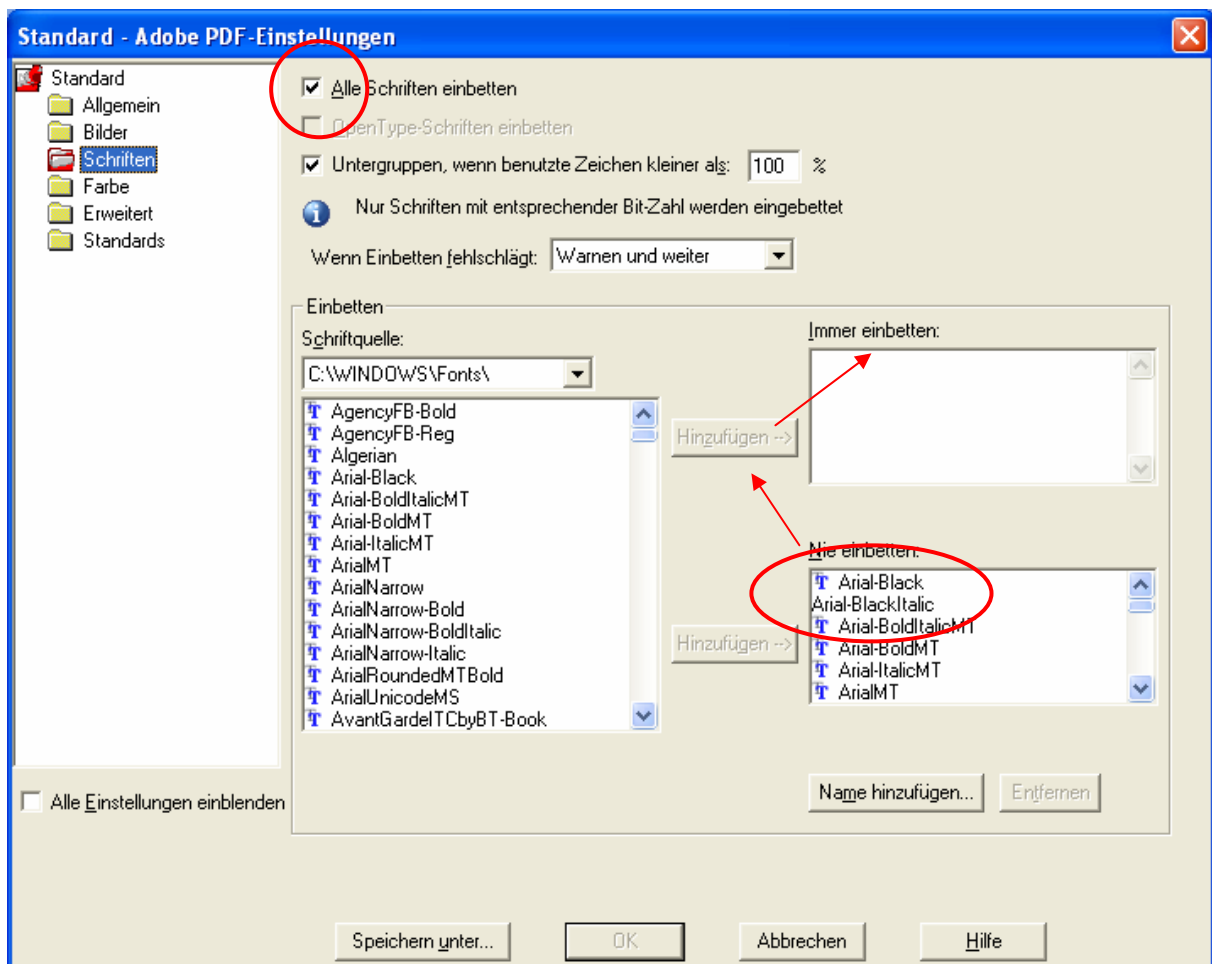 Standard - Adobe PDF-Einstellungen
Standard
Allgemein
Bilder
Schriften
Farbe
Erweitert
Standards
Alle Einstellungen einblenden
Alle Schriften einbetten
OpenType-Schriften einbetten
Untergruppen, wenn benutzte Zeichen kleiner als: 100 %
Nur Schriften mit entsprechender Bit-Zahl werden eingebettet
Wenn Einbetten fehlschlägt: Warnen und weiter
Einbetten
Schriftquelle:
C:\WINDOWS\Fonts\
AgencyFB-Bold
AgencyFB-Reg
Algerian
Arial-Black
Arial-BoldItalicMT
Arial-BoldMT
Arial-ItalicMT
ArialMT
ArialNarrow
ArialNarrow-Bold
ArialNarrow-BoldItalic
ArialNarrow-Italic
ArialRoundedMTBold
ArialUnicodeMS
AvantGardeITCbyBT-Book
Hinzufügen -->
Immer einbetten:
Hinzufügen -->
Nie einbetten:
Arial-Black
Arial-BlackItalic
Arial-BoldItalicMT
Arial-BoldMT
Arial-ItalicMT
ArialMT
Name hinzufügen...
Entfernen
Speichern unter...
OK
Abbrechen
Hilfe